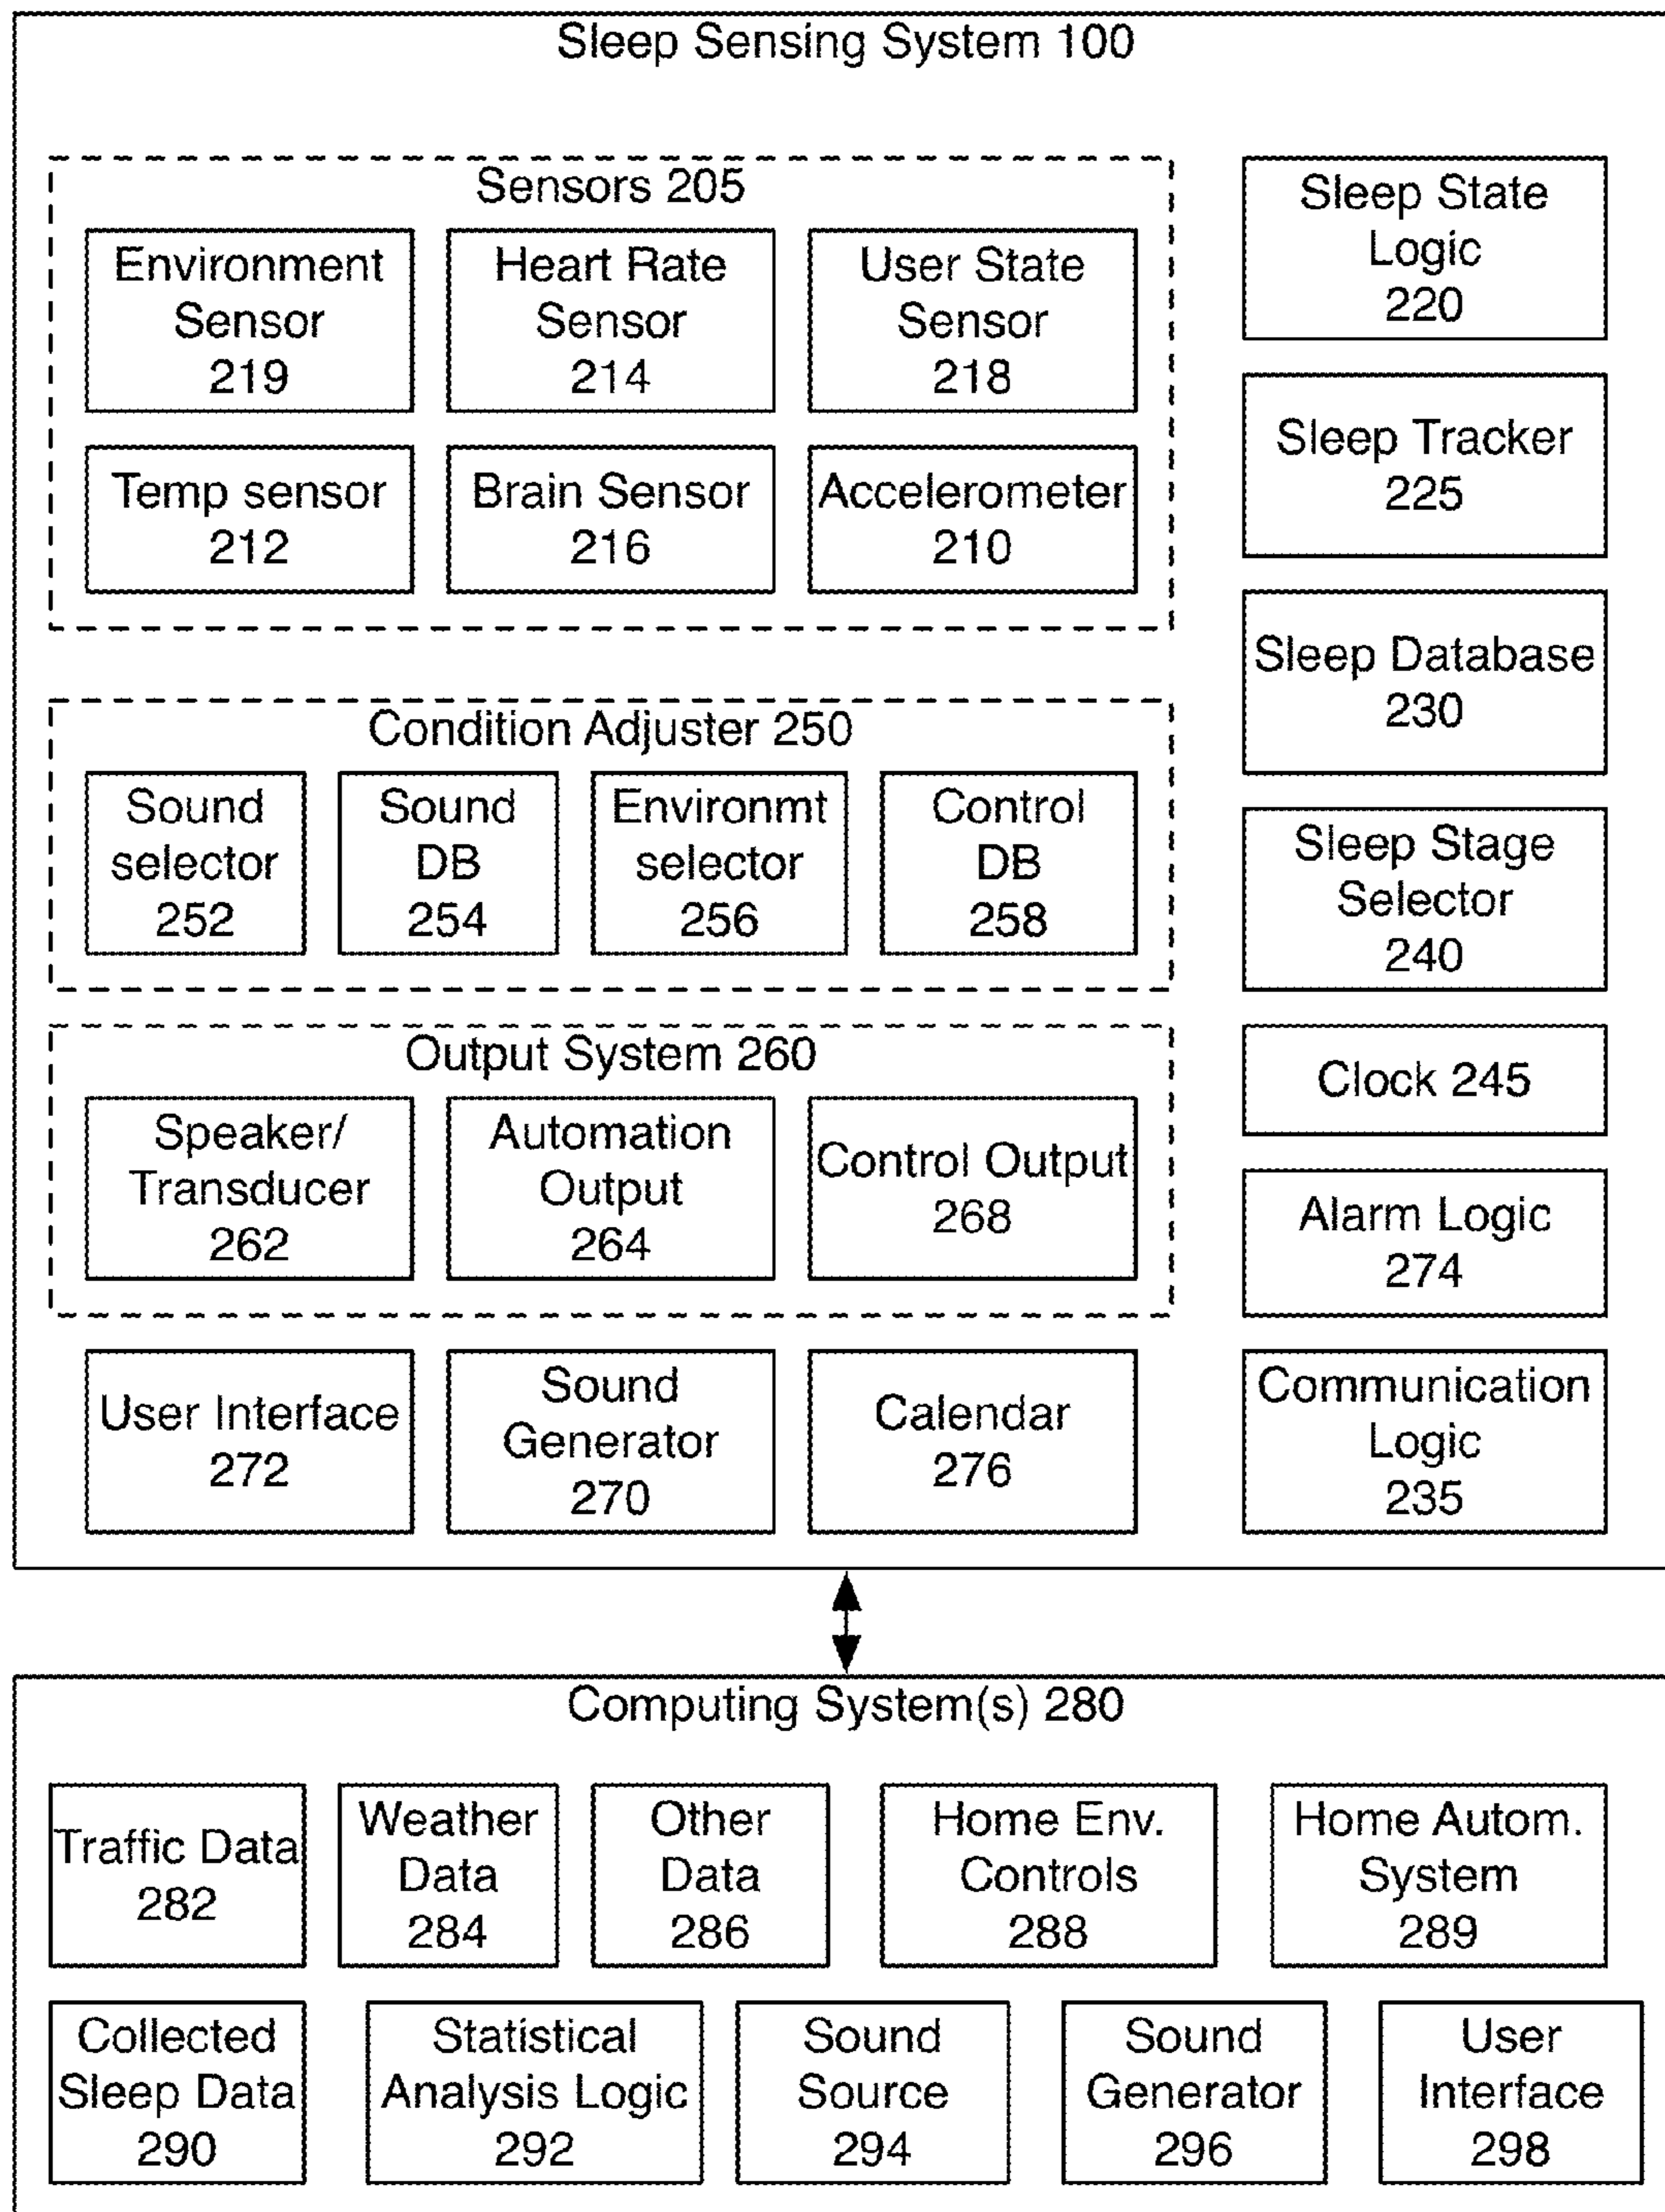 Sleep Sensing System 100
Sensors 205
Environment
Sensor
219
Heart Rate
Sensor
214
User State
Sensor
218
Temp sensor
212
Brain Sensor
216
Accelerometer
210
Condition Adjuster 250
Sound
selector
252
Sound
DB
254
Environmt
selector
256
Control
DB
258
Output System 260
Speaker/
Transducer
262
Automation
Output
264
Control Output
268
User Interface
272
Sound
Generator
270
Calendar
276
Sleep State
Logic
220
Sleep Tracker
225
Sleep Database
230
Sleep Stage
Selector
240
Clock 245
Alarm Logic
274
Communication
Logic
235
Computing System(s) 280
Traffic Data
282
Weather
Data
284
Other
Data
286
Home Env.
Controls
288
Home Autom.
System
289
Collected
Sleep Data
290
Statistical
Analysis Logic
292
Sound
Source
294
Sound
Generator
296
User
Interface
298